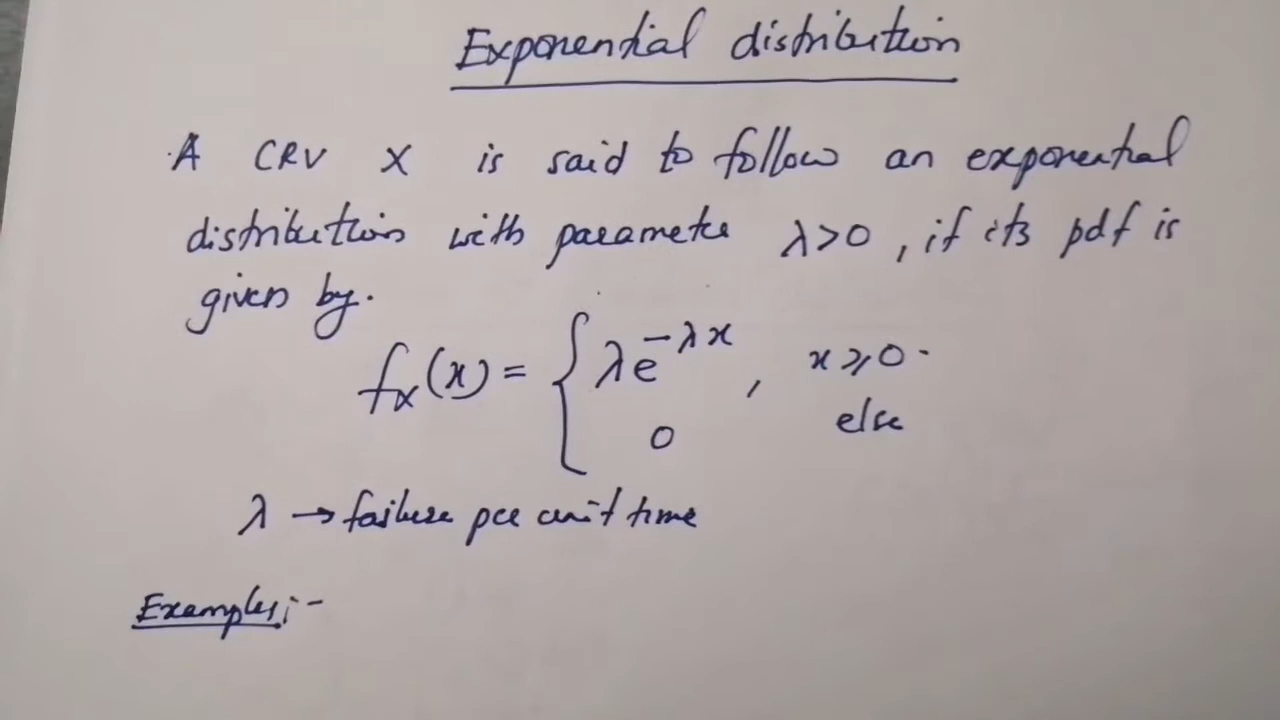 Exponential distribution
A CRV X is said to follow an exponential
distribution with parameter λ>0, if its pdf is
given by.
fₓ(x) = { λe^{-λx}, x⩾0.
0 else
λ → failure per unit time
Examples:-